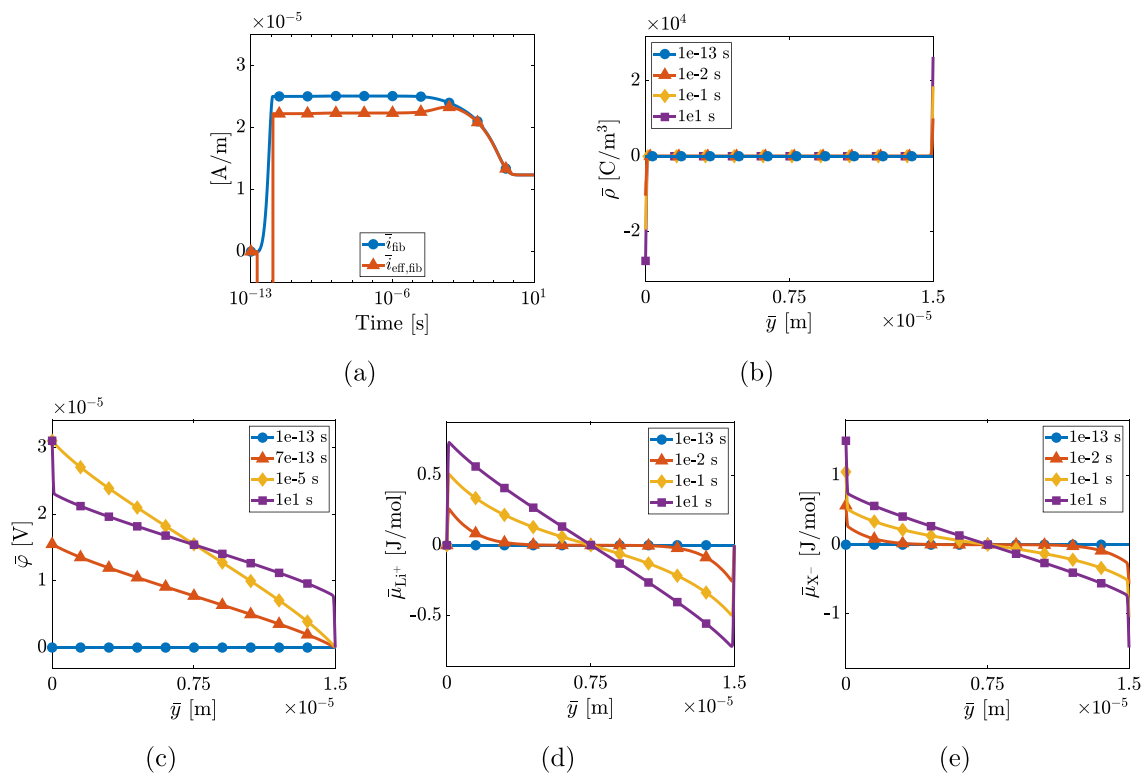 ×10⁻⁵
3
2
1
0
[A/m]
i̅_fib
i̅_eff,fib
10⁻¹³ 10⁻⁶ 10¹
Time [s]
(a)
×10⁴
1e-13 s
1e-2 s
1e-1 s
1e1 s
2
0
-2
ρ̅ [C/m³]
0 0.75 1.5
y̅ [m] ×10⁻⁵
(b)
×10⁻⁵
1e-13 s
7e-13 s
1e-5 s
1e1 s
3
2
1
0
φ̅ [V]
0 0.75 1.5
y̅ [m] ×10⁻⁵
(c)
1e-13 s
1e-2 s
1e-1 s
1e1 s
0.5
0
-0.5
μ̅_Li⁺ [J/mol]
0 0.75 1.5
y̅ [m] ×10⁻⁵
(d)
1e-13 s
1e-2 s
1e-1 s
1e1 s
1
0
-1
μ̅_X⁻ [J/mol]
0 0.75 1.5
y̅ [m] ×10⁻⁵
(e)